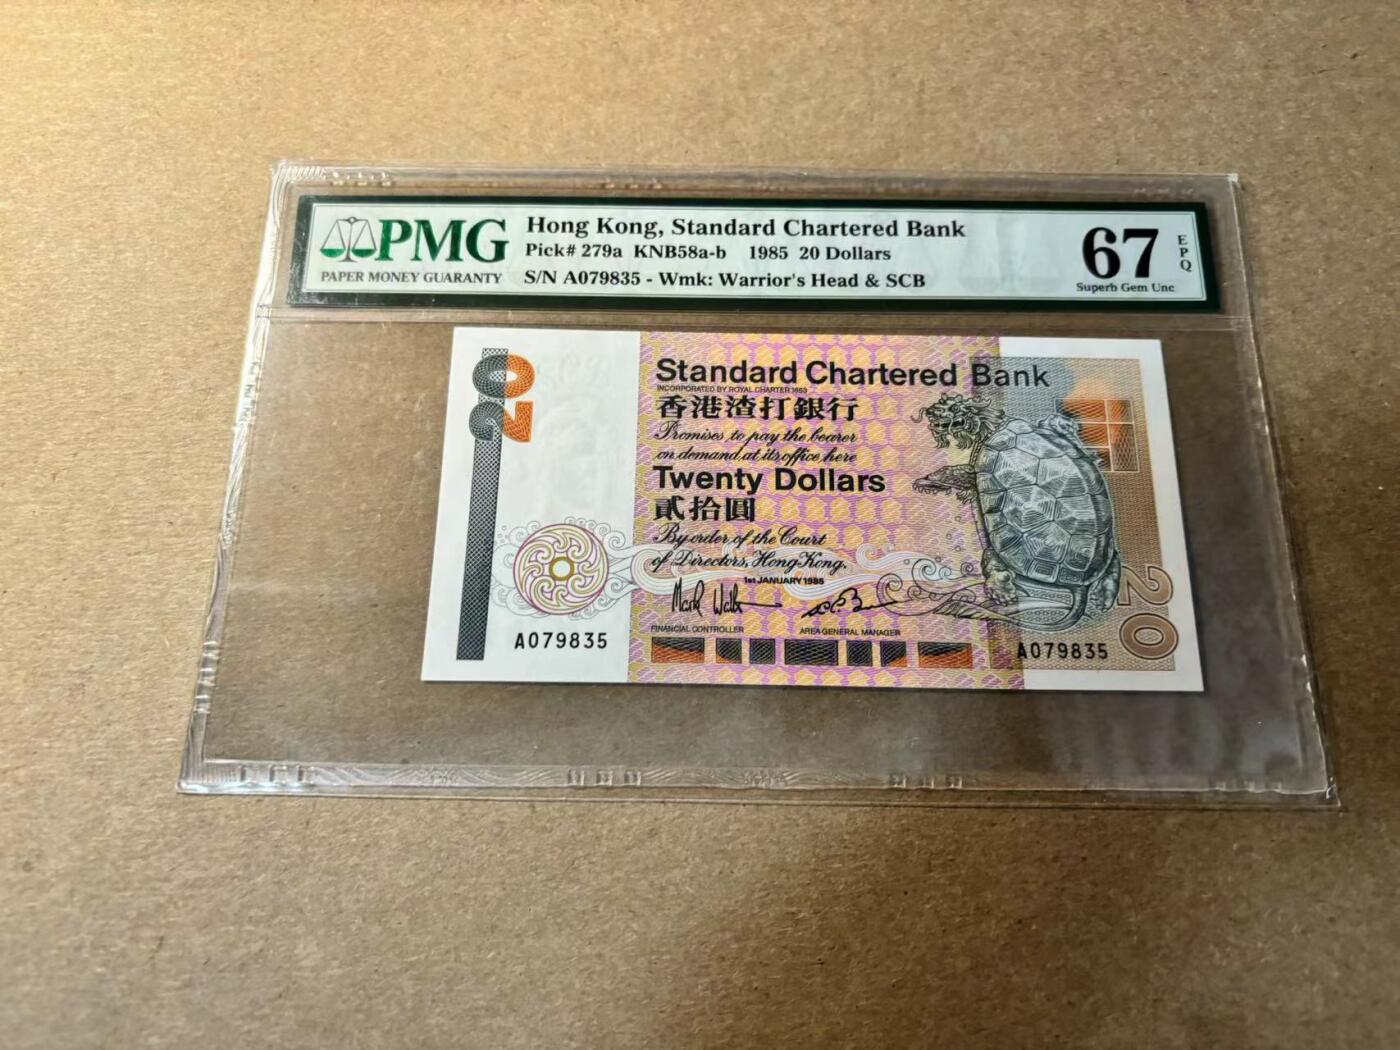 PMG
PAPER MONEY GUARANTY
Hong Kong, Standard Chartered Bank
Pick# 279a KNB58a-b 1985 20 Dollars
S/N A079835 - Wmk: Warrior's Head & SCB
67
EPQ
Superb Gem Unc
20
Standard Chartered Bank
INCORPORATED BY ROYAL CHARTER 1853
香港渣打銀行
Promises to pay the bearer
on demand at its office here
Twenty Dollars
貳拾圓
By order of the Court
of Directors, Hong Kong,
1st JANUARY 1985
FINANCIAL CONTROLLER
AREA GENERAL MANAGER
A079835
A079835
20